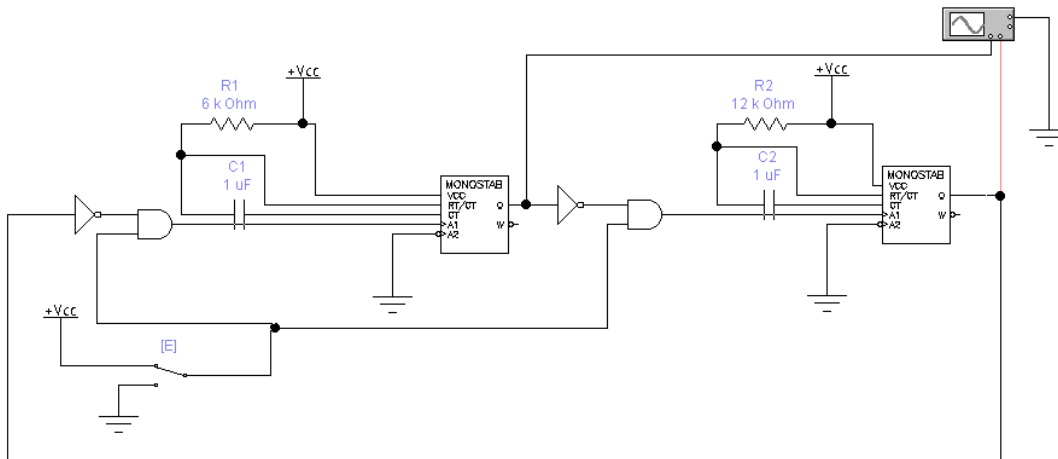 +Vcc
R1
6 k Ohm
C1
1 uF
MONOSTAB
VCC
RT/CT
CT
A1
A2
Q
W
+Vcc
R2
12 k Ohm
C2
1 uF
MONOSTAB
VCC
RT/CT
CT
A1
A2
Q
W
+Vcc
[E]